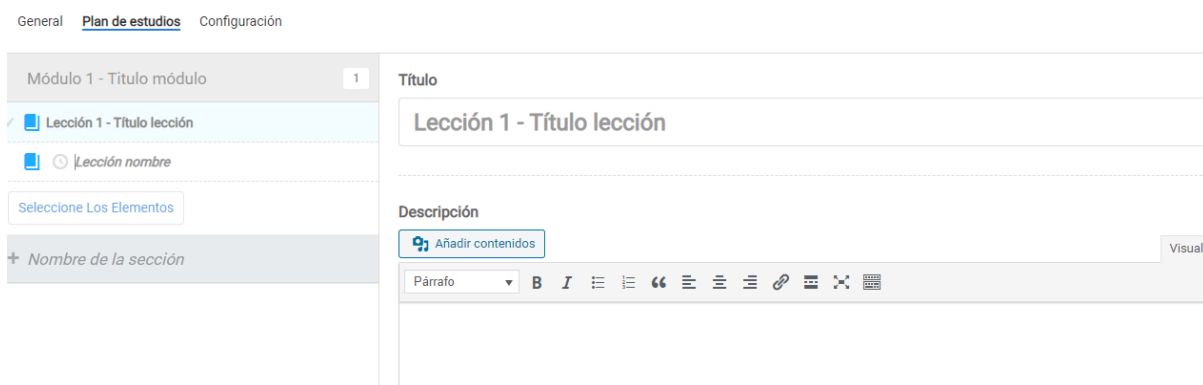 General Plan de estudios Configuración
Módulo 1 - Titulo módulo 1
Lección 1 - Título lección
Lección nombre
Seleccione Los Elementos
+ Nombre de la sección
Título
Lección 1 - Título lección
Descripción
Añadir contenidos
Visual
Párrafo